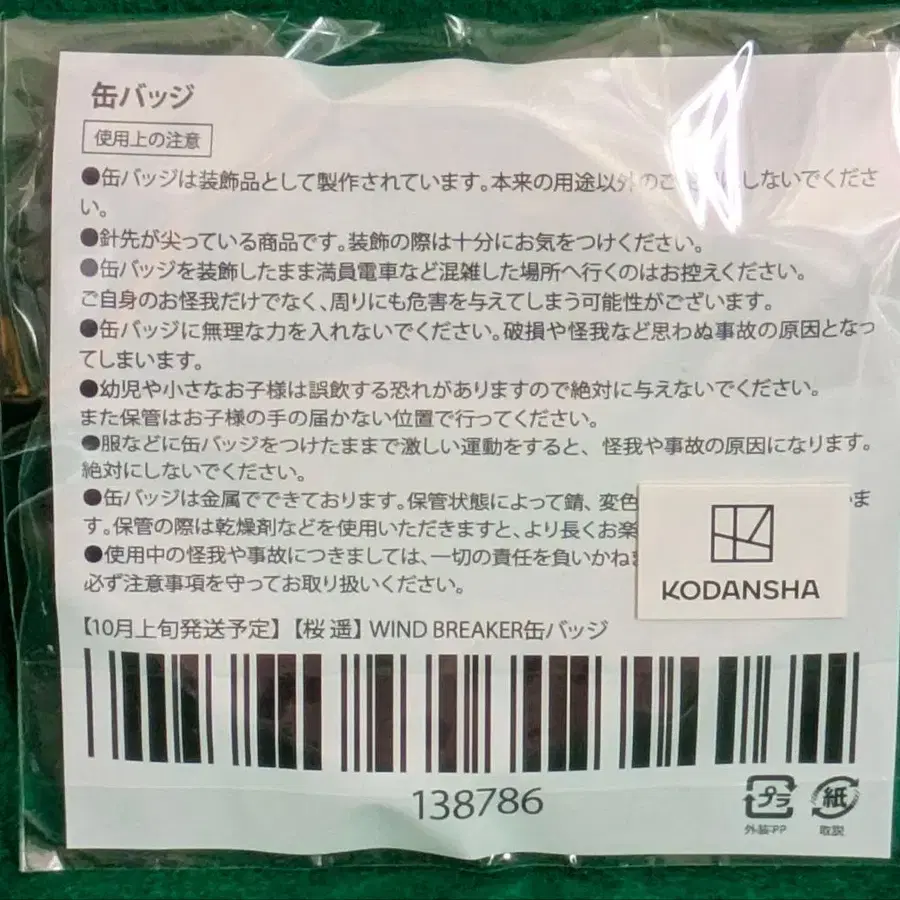 缶バッジ
使用上の注意
●缶バッジは装飾品として製作されています。本来の用途以外のご しないでくださ
い。
●針先が尖っている商品です。装飾の際は十分にお気をつけください。
●缶バッジを装飾したまま満員電車など混雑した場所へ行くのはお控えください。
ご自身のお怪我だけでなく、周りにも危害を与えてしまう可能性がございます。
●缶バッジに無理な力を入れないでください。破損や怪我など思わぬ事故の原因となっ
てしまいます。
●幼児や小さなお子様は誤飲する恐れがありますので絶対に与えないでください。
また保管はお子様の手の届かない位置で行ってください。
●服などに缶バッジをつけたままで激しい運動をすると、怪我や事故の原因になります。
絶対にしないでください。
●缶バッジは金属でできております。保管状態によって錆、変色 いま
す。保管の際は乾燥剤などを使用いただきますと、より長くお楽
●使用中の怪我や事故につきましては、一切の責任を負いかねま
必ず注意事項を守ってお取り扱いください。
KODANSHA
【10月上旬発送予定】【桜 遥】WIND BREAKER缶バッジ
138786
プラ 紙
外装:PP 取説